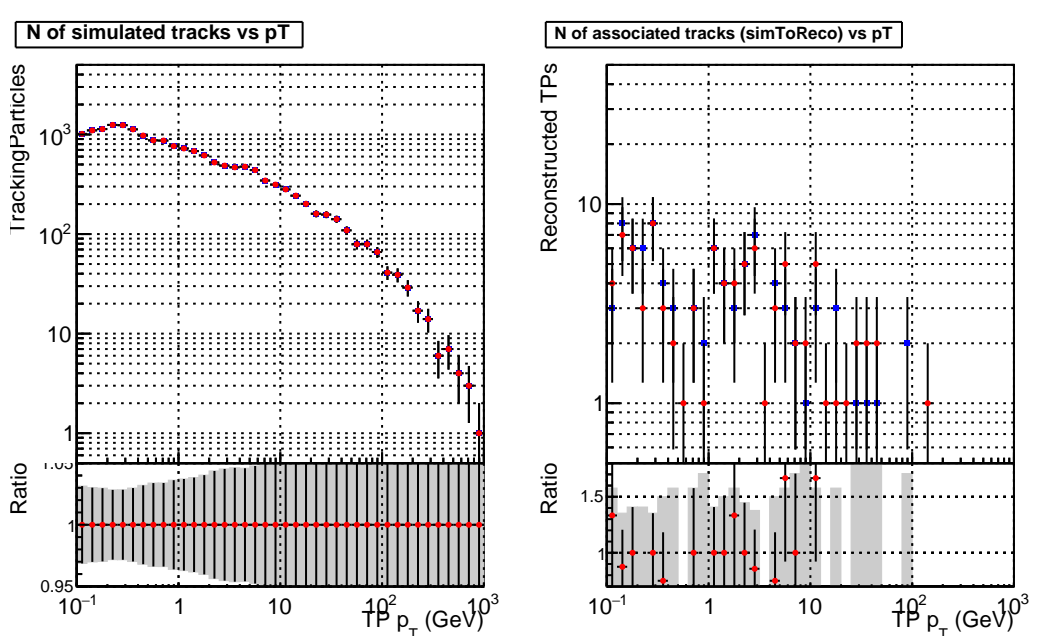 N of simulated tracks vs pT
TrackingParticles
10³
10²
10
1
Ratio
1.05
1
0.95
10⁻¹ 1 10 10² 10³
TP p_T (GeV)
N of associated tracks (simToReco) vs pT
Reconstructed TPs
10
1
Ratio
1.5
1
10⁻¹ 1 10 10² 10³
TP p_T (GeV)